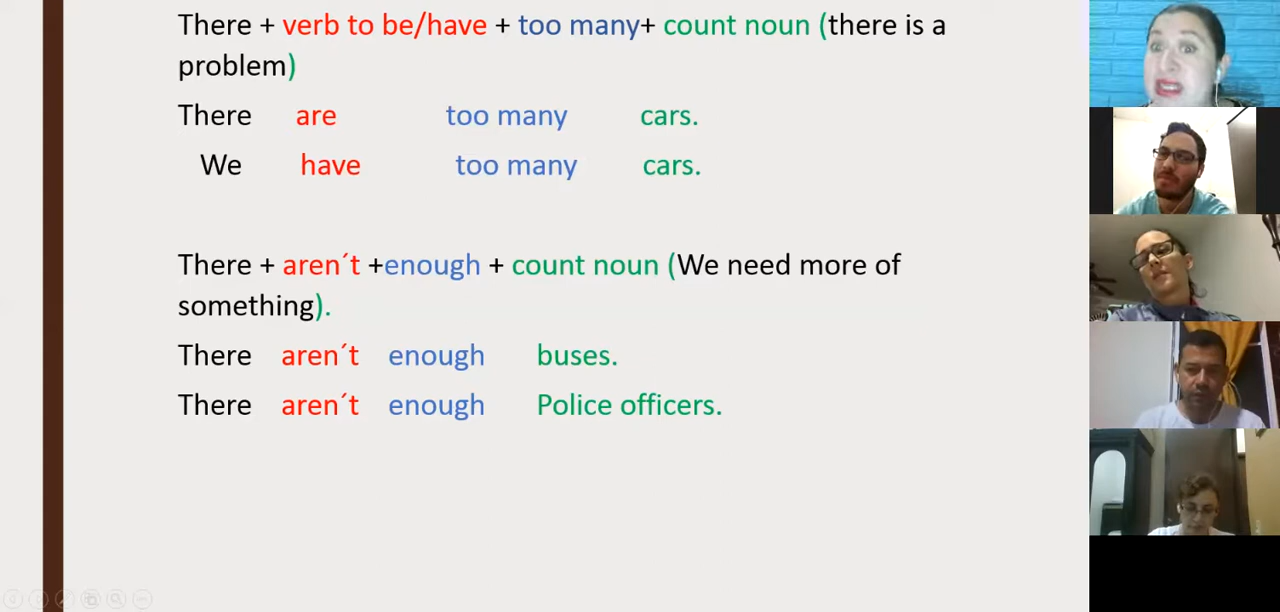 There + verb to be/have + too many+ count noun (there is a
problem)
There are too many cars.
We have too many cars.
There + aren´t +enough + count noun (We need more of
something).
There aren´t enough buses.
There aren´t enough Police officers.